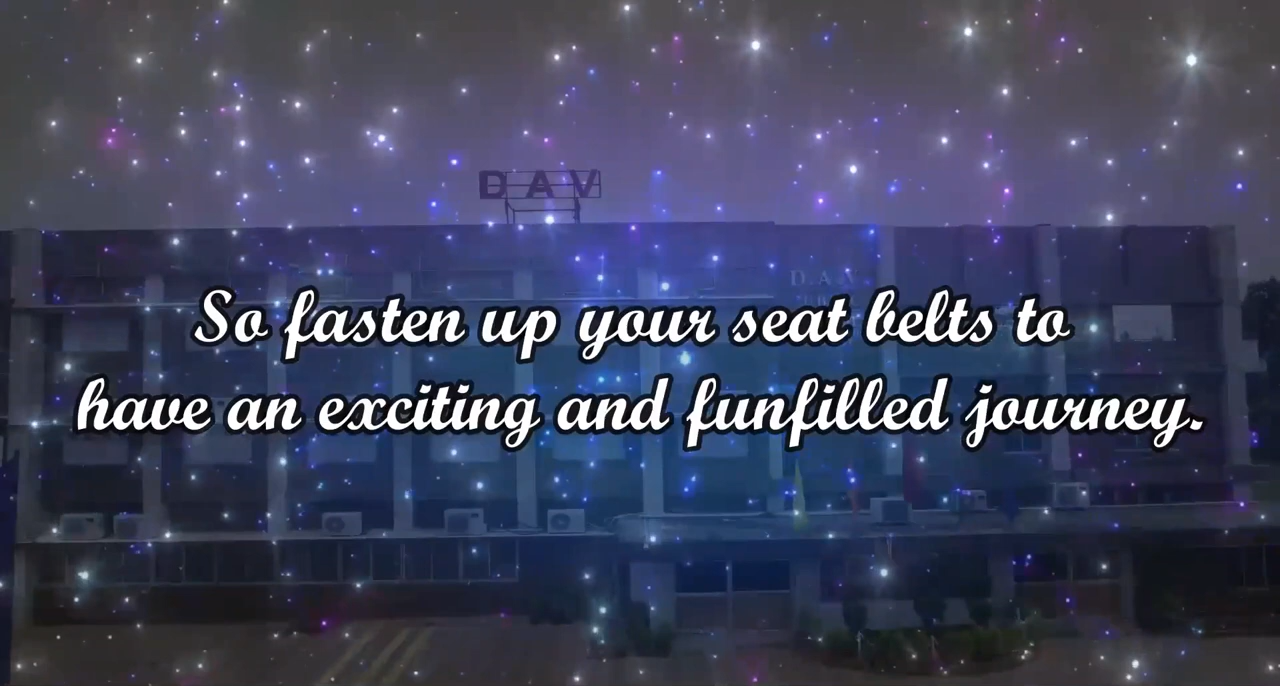 DAV
D.A.V
So fasten up your seat belts to
have an exciting and funfilled journey.